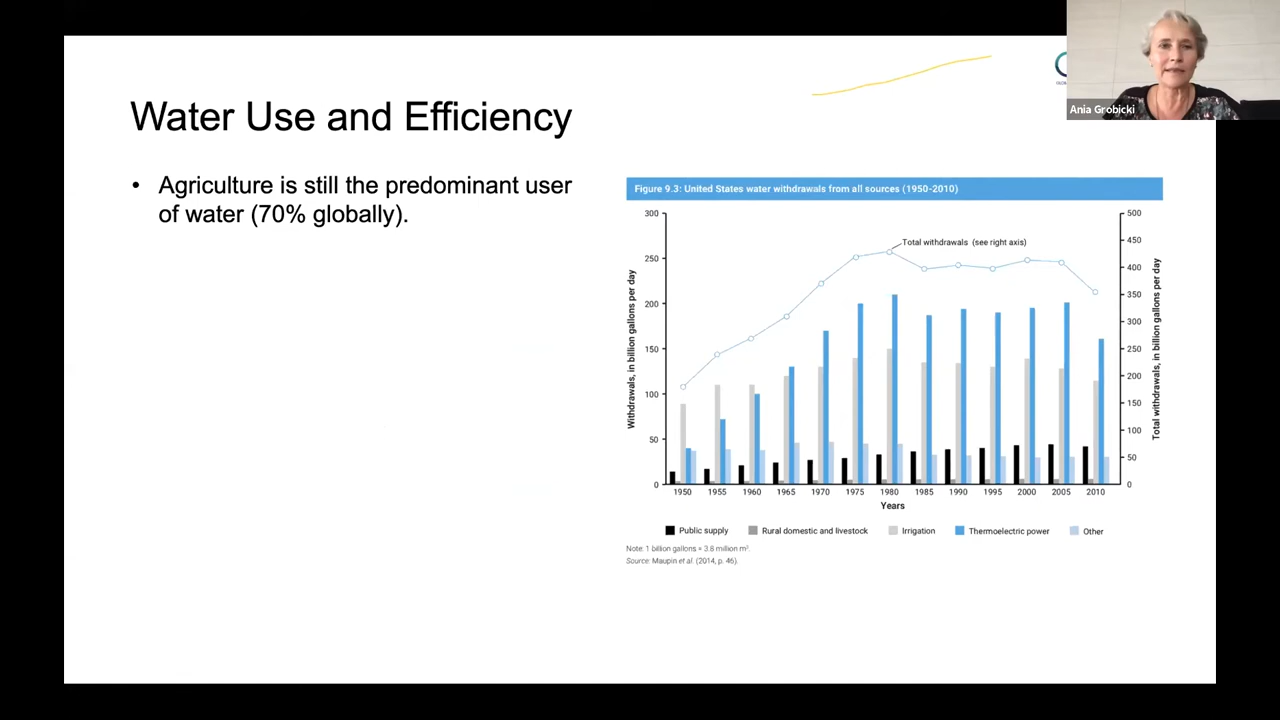 Ania Grobicki
Water Use and Efficiency
• Agriculture is still the predominant user
of water (70% globally).
Figure 9.3: United States water withdrawals from all sources (1950-2010)
Withdrawals, in billion gallons per day
300
250
200
150
100
50
0
Total withdrawals (see right axis)
500
450
400
350
300
250
200
150
100
50
0
Total withdrawals, in billion gallons per day
1950 1955 1960 1965 1970 1975 1980 1985 1990 1995 2000 2005 2010
Years
Public supply Rural domestic and livestock Irrigation Thermoelectric power Other
Note: 1 billion gallons = 3.8 million m³.
Source: Maupin et al. (2014, p. 46).